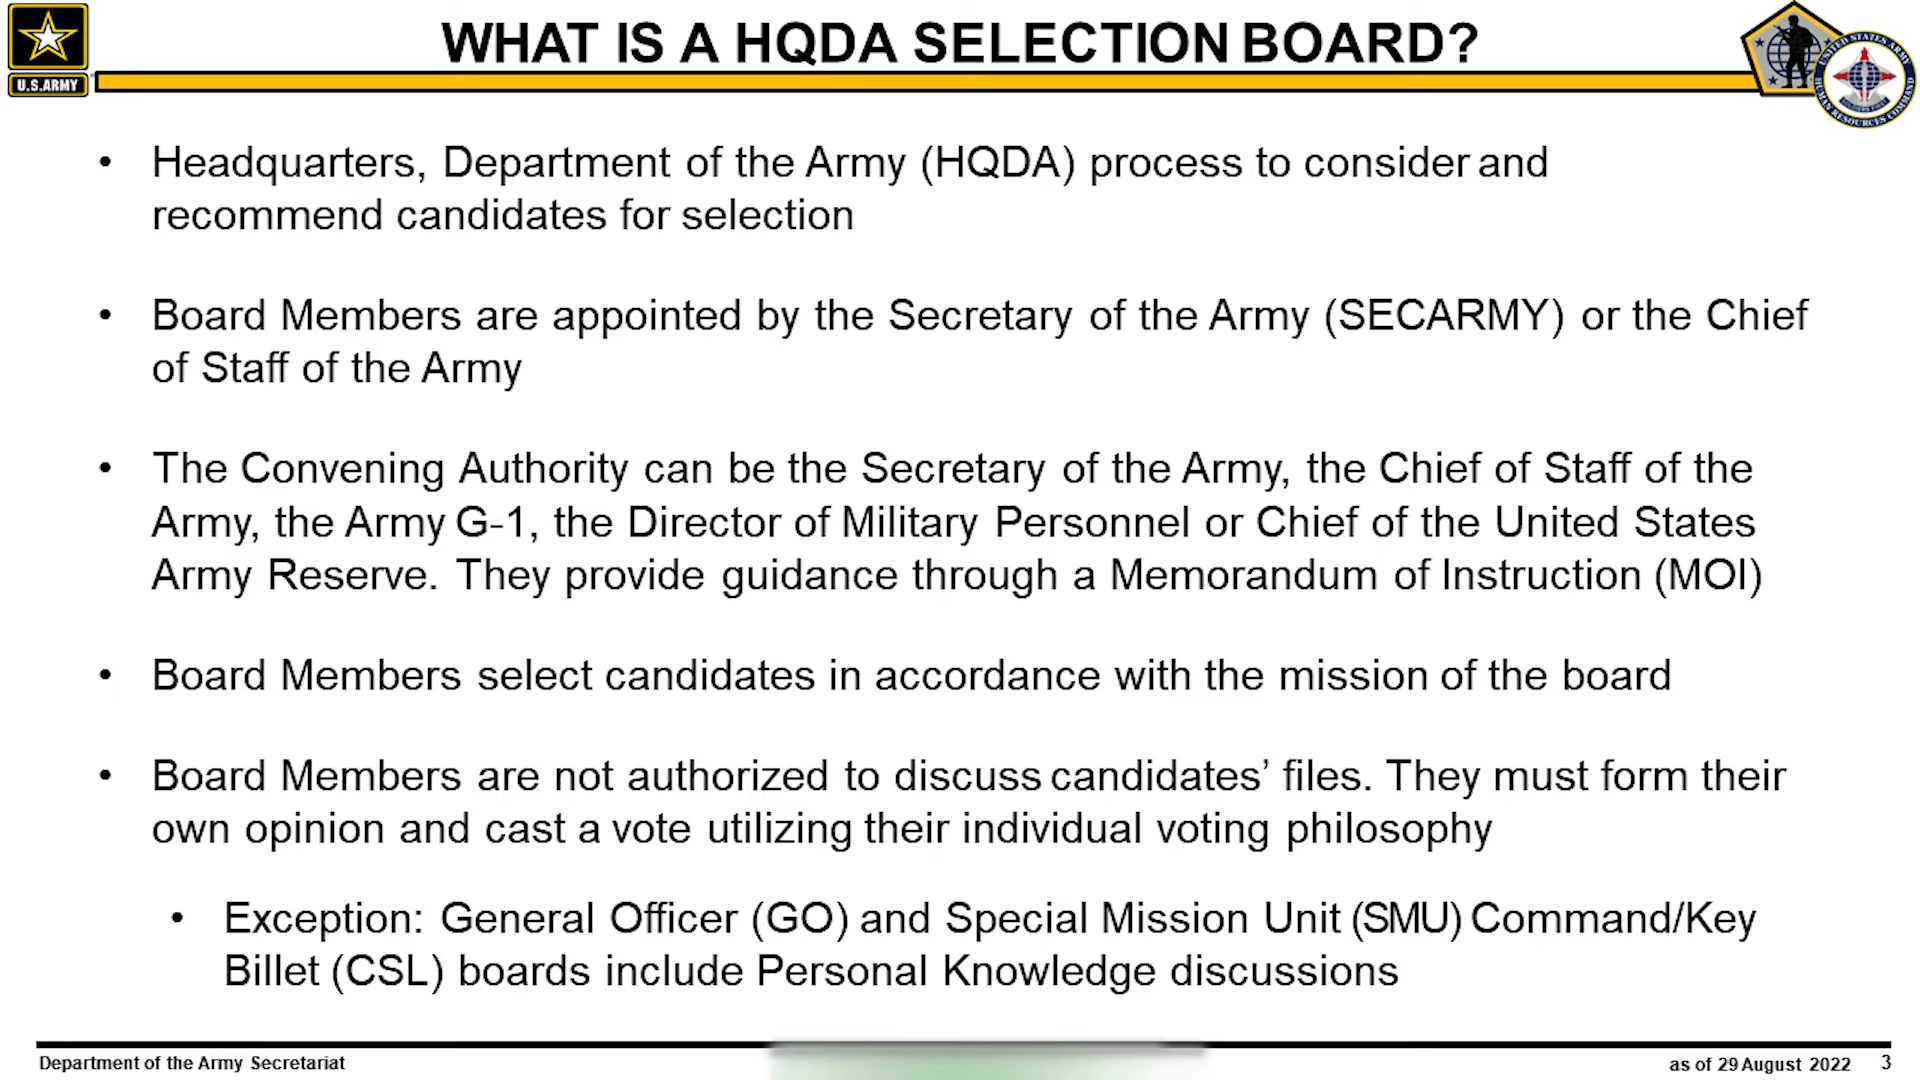 WHAT IS A HQDA SELECTION BOARD?
U.S.ARMY
UNITED STATES ARMY
HUMAN RESOURCES COMMAND
• Headquarters, Department of the Army (HQDA) process to consider and
recommend candidates for selection
• Board Members are appointed by the Secretary of the Army (SECARMY) or the Chief
of Staff of the Army
• The Convening Authority can be the Secretary of the Army, the Chief of Staff of the
Army, the Army G-1, the Director of Military Personnel or Chief of the United States
Army Reserve. They provide guidance through a Memorandum of Instruction (MOI)
• Board Members select candidates in accordance with the mission of the board
• Board Members are not authorized to discuss candidates’ files. They must form their
own opinion and cast a vote utilizing their individual voting philosophy
• Exception: General Officer (GO) and Special Mission Unit (SMU) Command/Key
Billet (CSL) boards include Personal Knowledge discussions
Department of the Army Secretariat
as of 29 August 2022 3